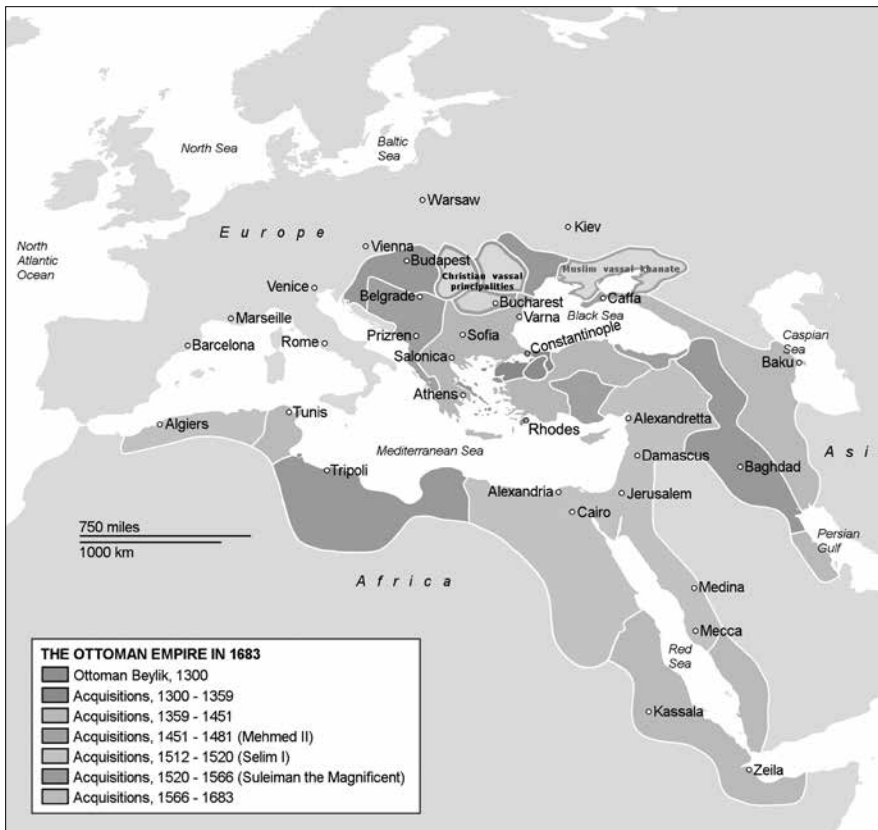 North Sea
Baltic
Sea
Warsaw
Europe
Kiev
North
Atlantic
Ocean
Vienna
Budapest
Christian vassal
principalities
Muslim vassal khanate
Venice
Belgrade
Bucharest
Caffa
Marseille
Varna
Black Sea
Caspian
Sea
Barcelona
Rome
Prizren
Sofia
Constantinople
Baku
Salonica
Athens
Algiers
Tunis
Rhodes
Alexandretta
Mediterranean Sea
Damascus
Asi
Tripoli
Baghdad
Alexandria
Jerusalem
Cairo
750 miles
1000 km
Persian
Gulf
Africa
Medina
Mecca
Red
Sea
Kassala
Zeila
THE OTTOMAN EMPIRE IN 1683
Ottoman Beylik, 1300
Acquisitions, 1300 - 1359
Acquisitions, 1359 - 1451
Acquisitions, 1451 - 1481 (Mehmed II)
Acquisitions, 1512 - 1520 (Selim I)
Acquisitions, 1520 - 1566 (Suleiman the Magnificent)
Acquisitions, 1566 - 1683